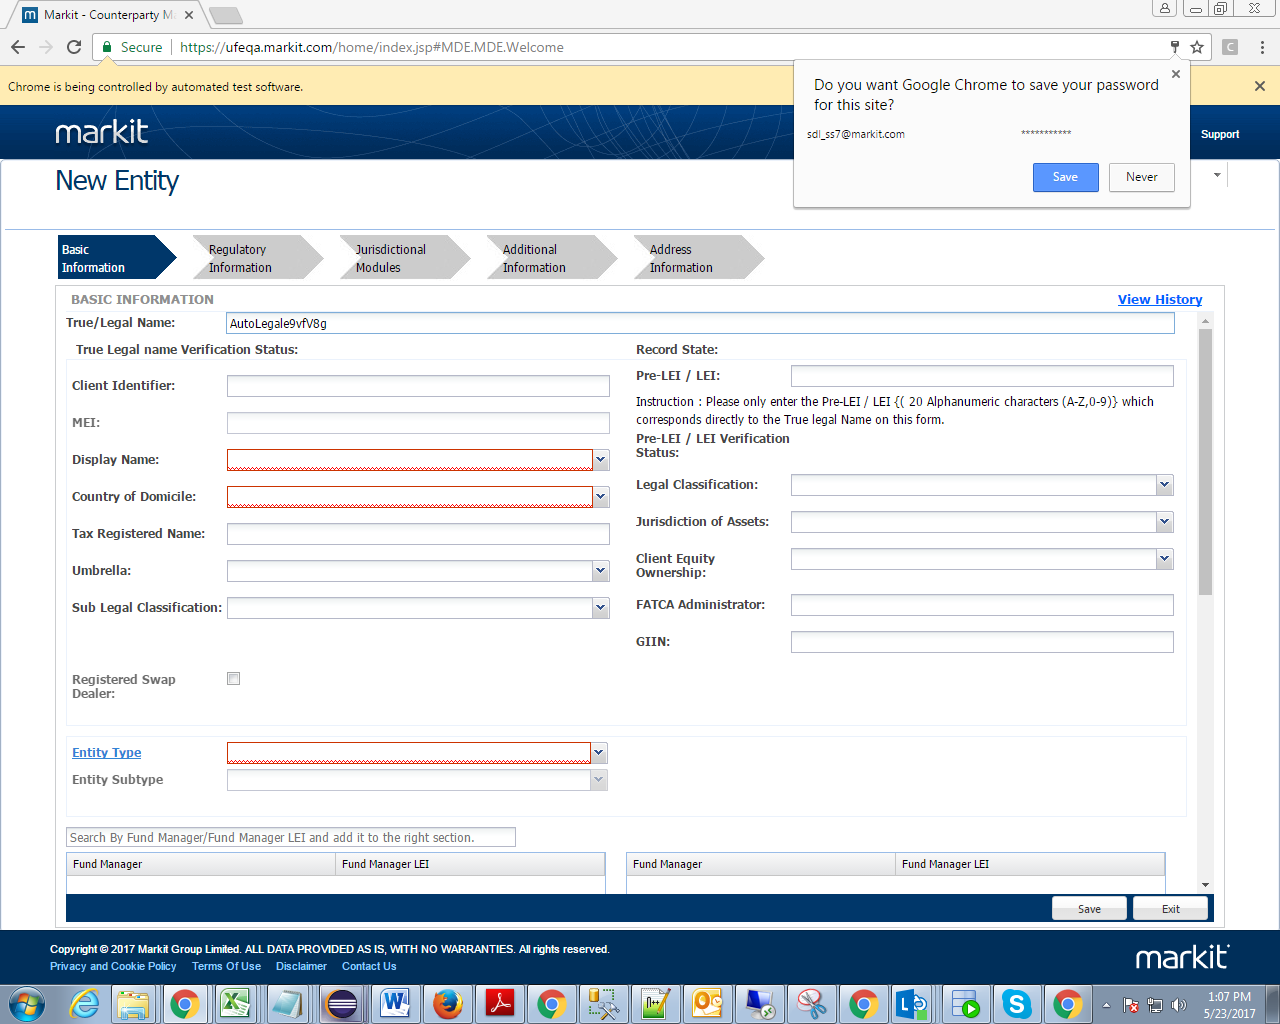 Markit - Counterparty M
Secure
https://ufeqa.markit.com/home/index.jsp#MDE.MDE.Welcome
Chrome is being controlled by automated test software.
Do you want Google Chrome to save your password
for this site?
sdl_ss7@markit.com ***********
Save Never
markit
Support
New Entity
Basic
Information
Regulatory
Information
Jurisdictional
Modules
Additional
Information
Address
Information
BASIC INFORMATION
View History
True/Legal Name: AutoLegale9vfV8g
True Legal name Verification Status:
Record State:
Client Identifier:
MEI:
Display Name:
Country of Domicile:
Tax Registered Name:
Umbrella:
Sub Legal Classification:
Registered Swap
Dealer:
Pre-LEI / LEI:
Instruction : Please only enter the Pre-LEI / LEI {( 20 Alphanumeric characters (A-Z,0-9)} which
corresponds directly to the True legal Name on this form.
Pre-LEI / LEI Verification
Status:
Legal Classification:
Jurisdiction of Assets:
Client Equity
Ownership:
FATCA Administrator:
GIIN:
Entity Type
Entity Subtype
Search By Fund Manager/Fund Manager LEI and add it to the right section.
Fund Manager Fund Manager LEI
Fund Manager Fund Manager LEI
Save Exit
Copyright © 2017 Markit Group Limited. ALL DATA PROVIDED AS IS, WITH NO WARRANTIES. All rights reserved.
Privacy and Cookie Policy Terms Of Use Disclaimer Contact Us
markit
1:07 PM
5/23/2017